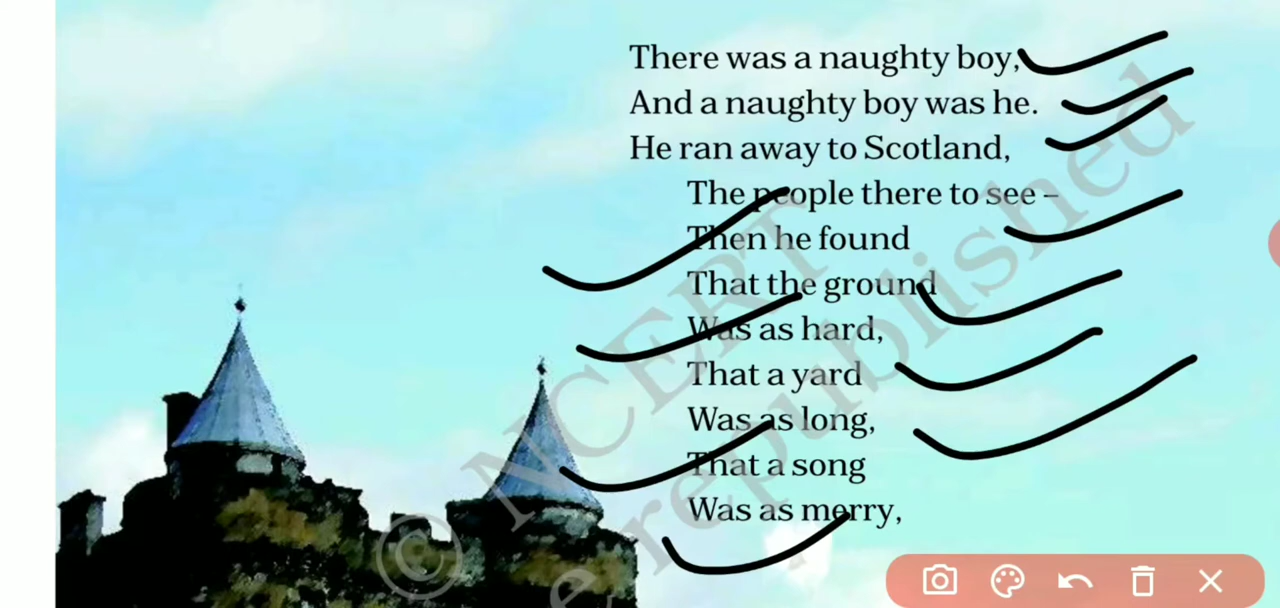 There was a naughty boy,
And a naughty boy was he.
He ran away to Scotland,
The people there to see –
Then he found
That the ground
Was as hard,
That a yard
Was as long,
That a song
Was as merry,
© NCERT
e republished